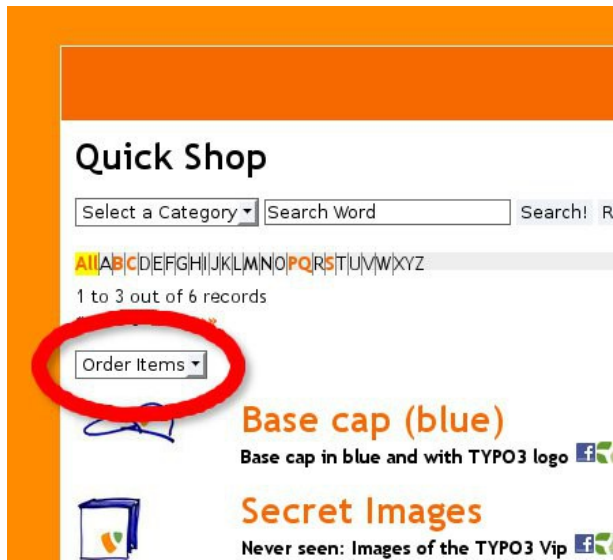 Quick Shop
Select a Category Search Word Search! R
All|A|B|C|D|E|F|G|H|I|J|K|L|M|N|O|P|Q|R|S|T|U|V|W|X|Y|Z
1 to 3 out of 6 records
Order Items
Base cap (blue)
Base cap in blue and with TYPO3 logo
Secret Images
Never seen: Images of the TYPO3 Vip